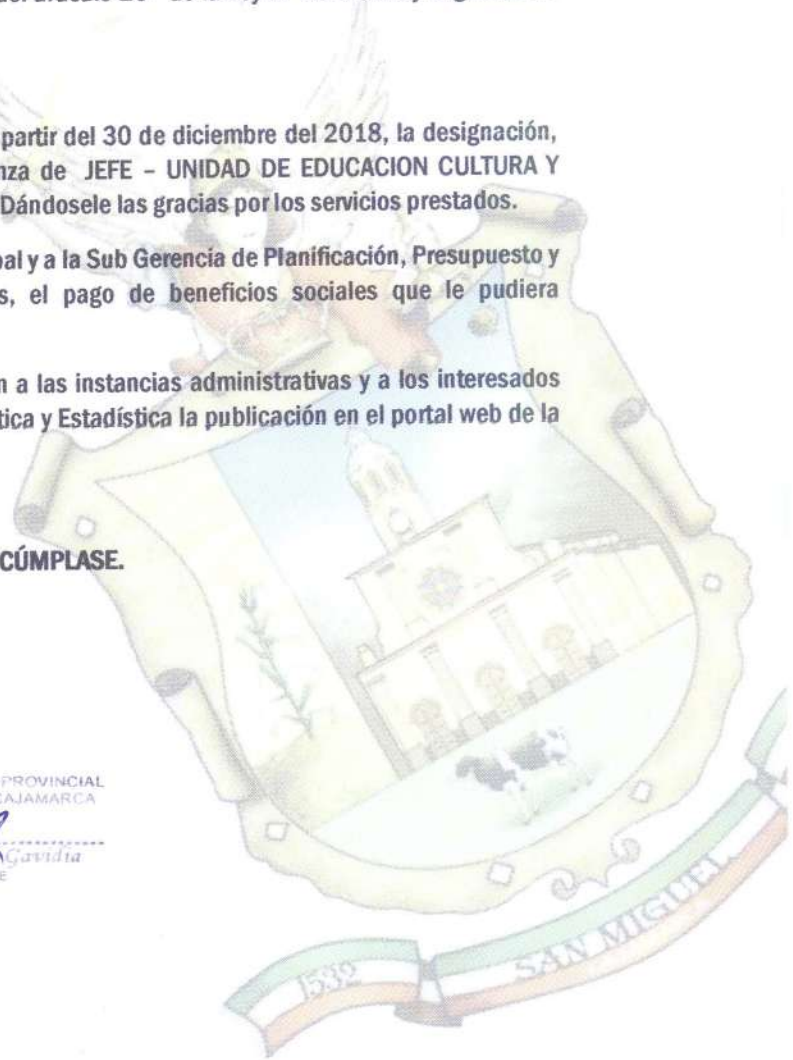 partir del 30 de diciembre del 2018, la designación,
nza de JEFE – UNIDAD DE EDUCACION CULTURA Y
Dándosele las gracias por los servicios prestados.
pal y a la Sub Gerencia de Planificación, Presupuesto y
s, el pago de beneficios sociales que le pudiera
n a las instancias administrativas y a los interesados
tica y Estadística la publicación en el portal web de la
CÚMPLASE.
PROVINCIAL
CAJAMARCA
Gavidia
E
1532
SAN MIGUEL